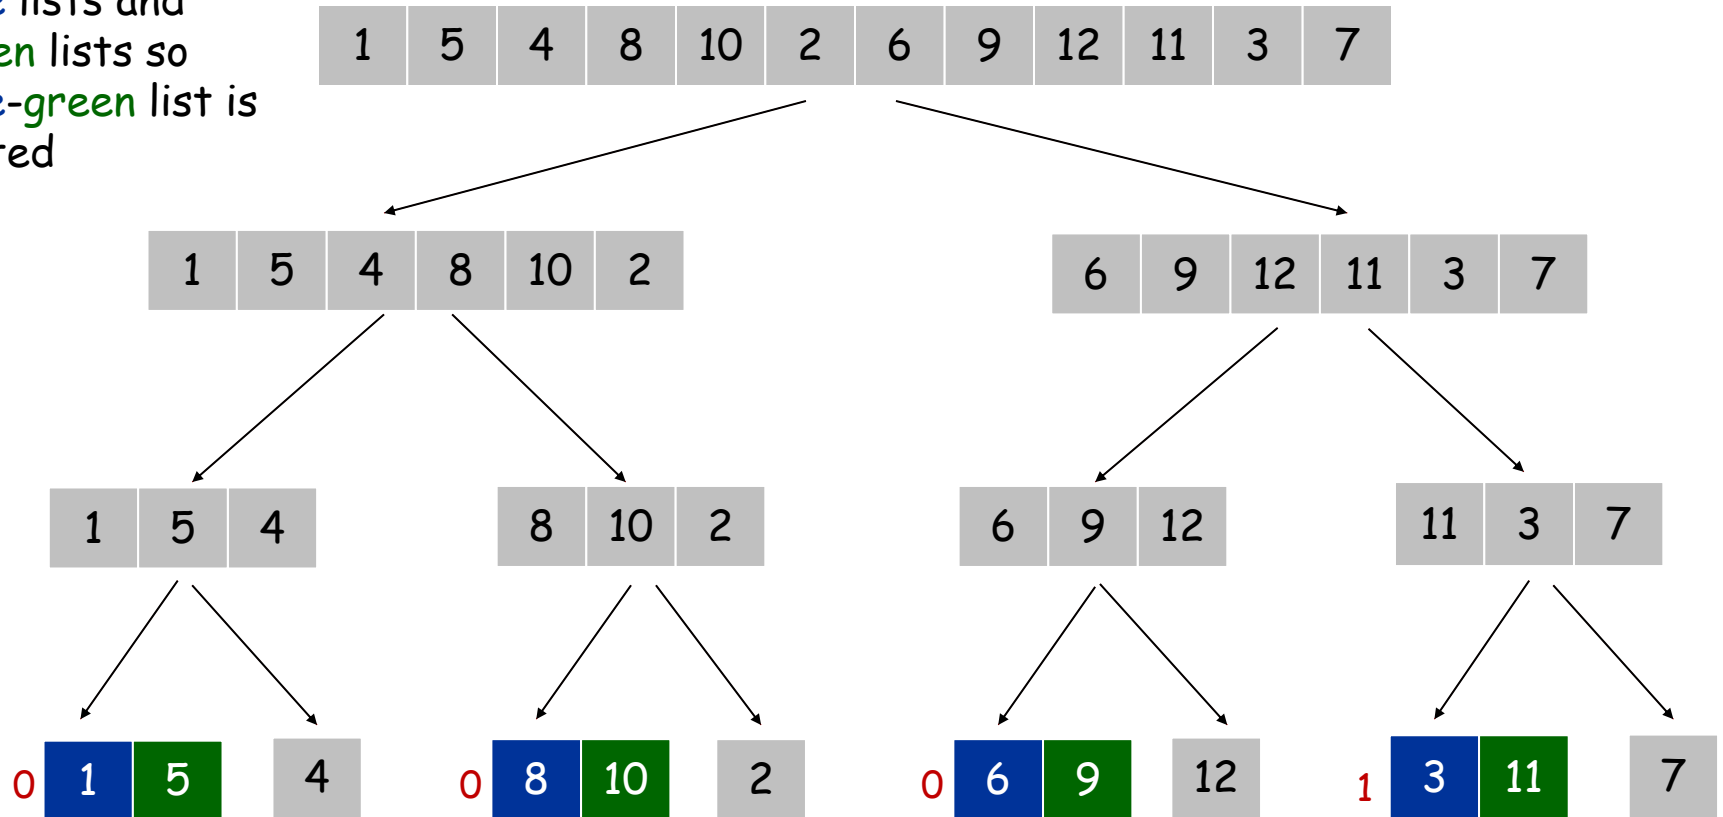 lists and
lists so
-green list is
1 5 4 8 10 2 6 9 12 11 3 7
1 5 4 8 10 2
6 9 12 11 3 7
1 5 4
8 10 2
6 9 12
11 3 7
0 1 5 4
0 8 10 2
0 6 9 12
1 3 11 7